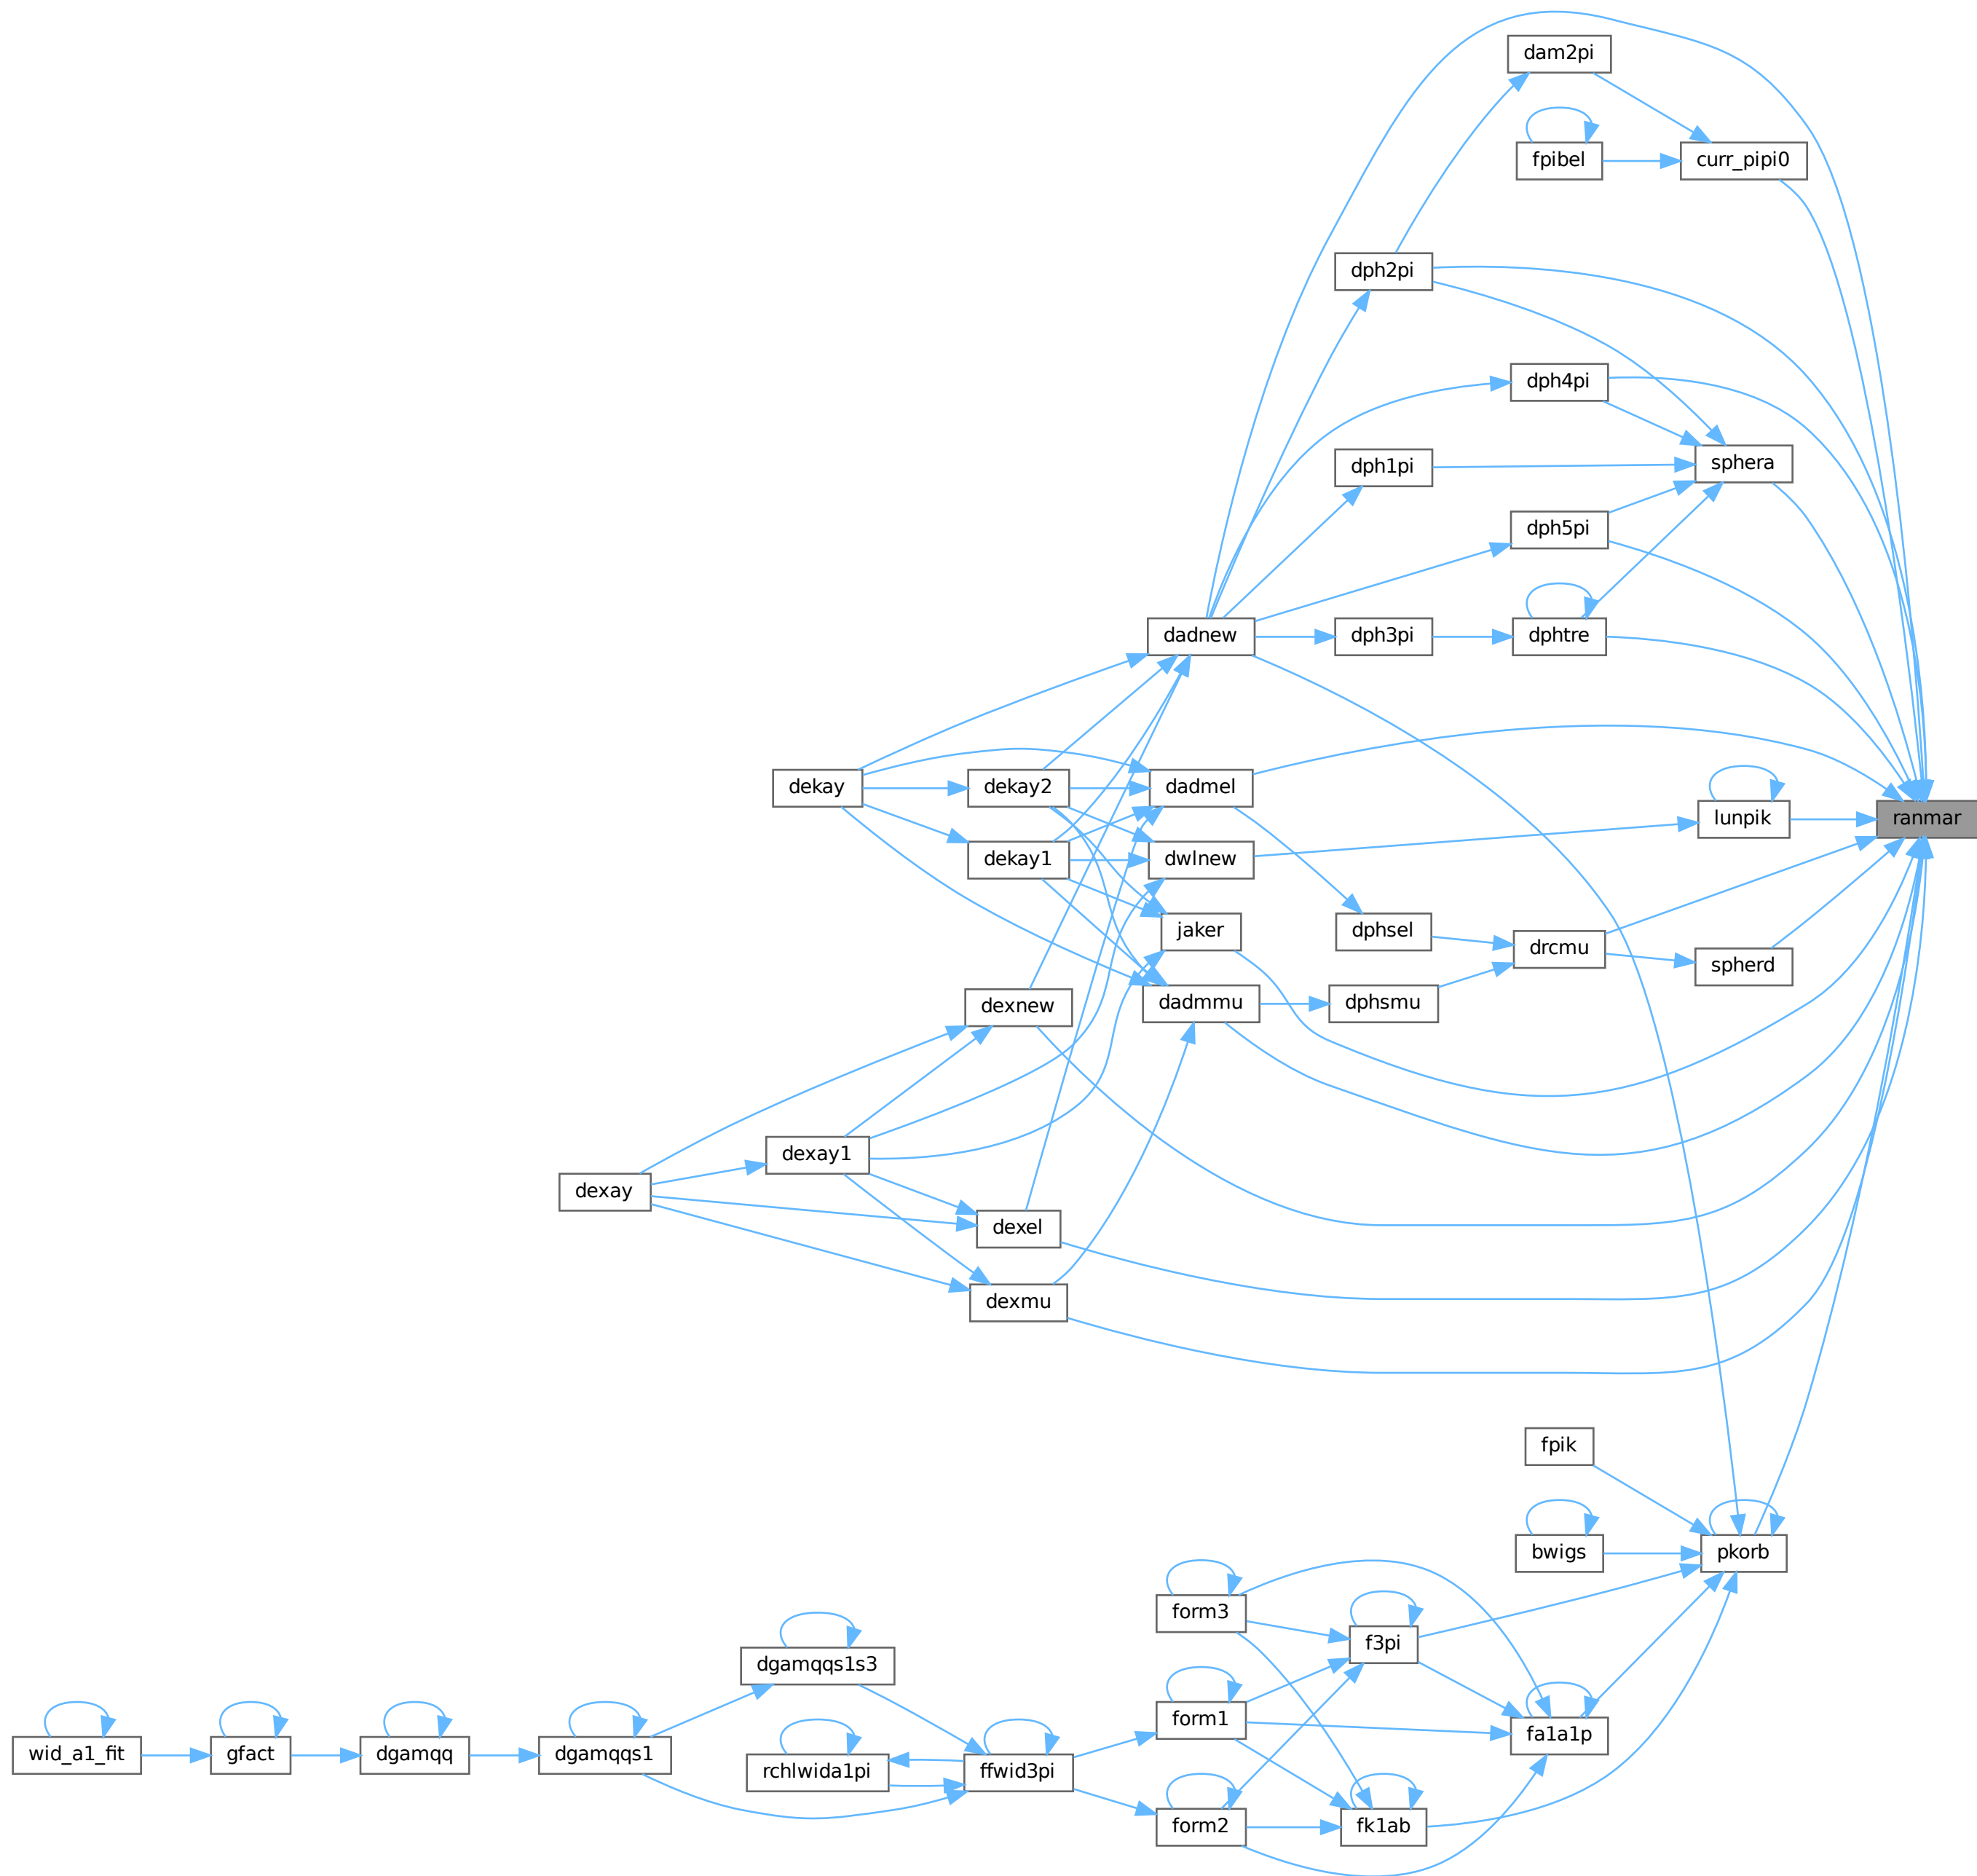 dam2pi
fpibel
curr_pipi0
dph2pi
dph4pi
dph1pi
sphera
dph5pi
dadnew
dph3pi
dphtre
dekay
dekay2
dadmel
lunpik
ranmar
dekay1
dwlnew
jaker
dphsel
drcmu
spherd
dexnew
dadmmu
dphsmu
dexay1
dexay
dexel
dexmu
fpik
bwigs
pkorb
form3
f3pi
dgamqqs1s3
form1
fa1a1p
wid_a1_fit
gfact
dgamqq
dgamqqs1
rchlwida1pi
ffwid3pi
form2
fk1ab